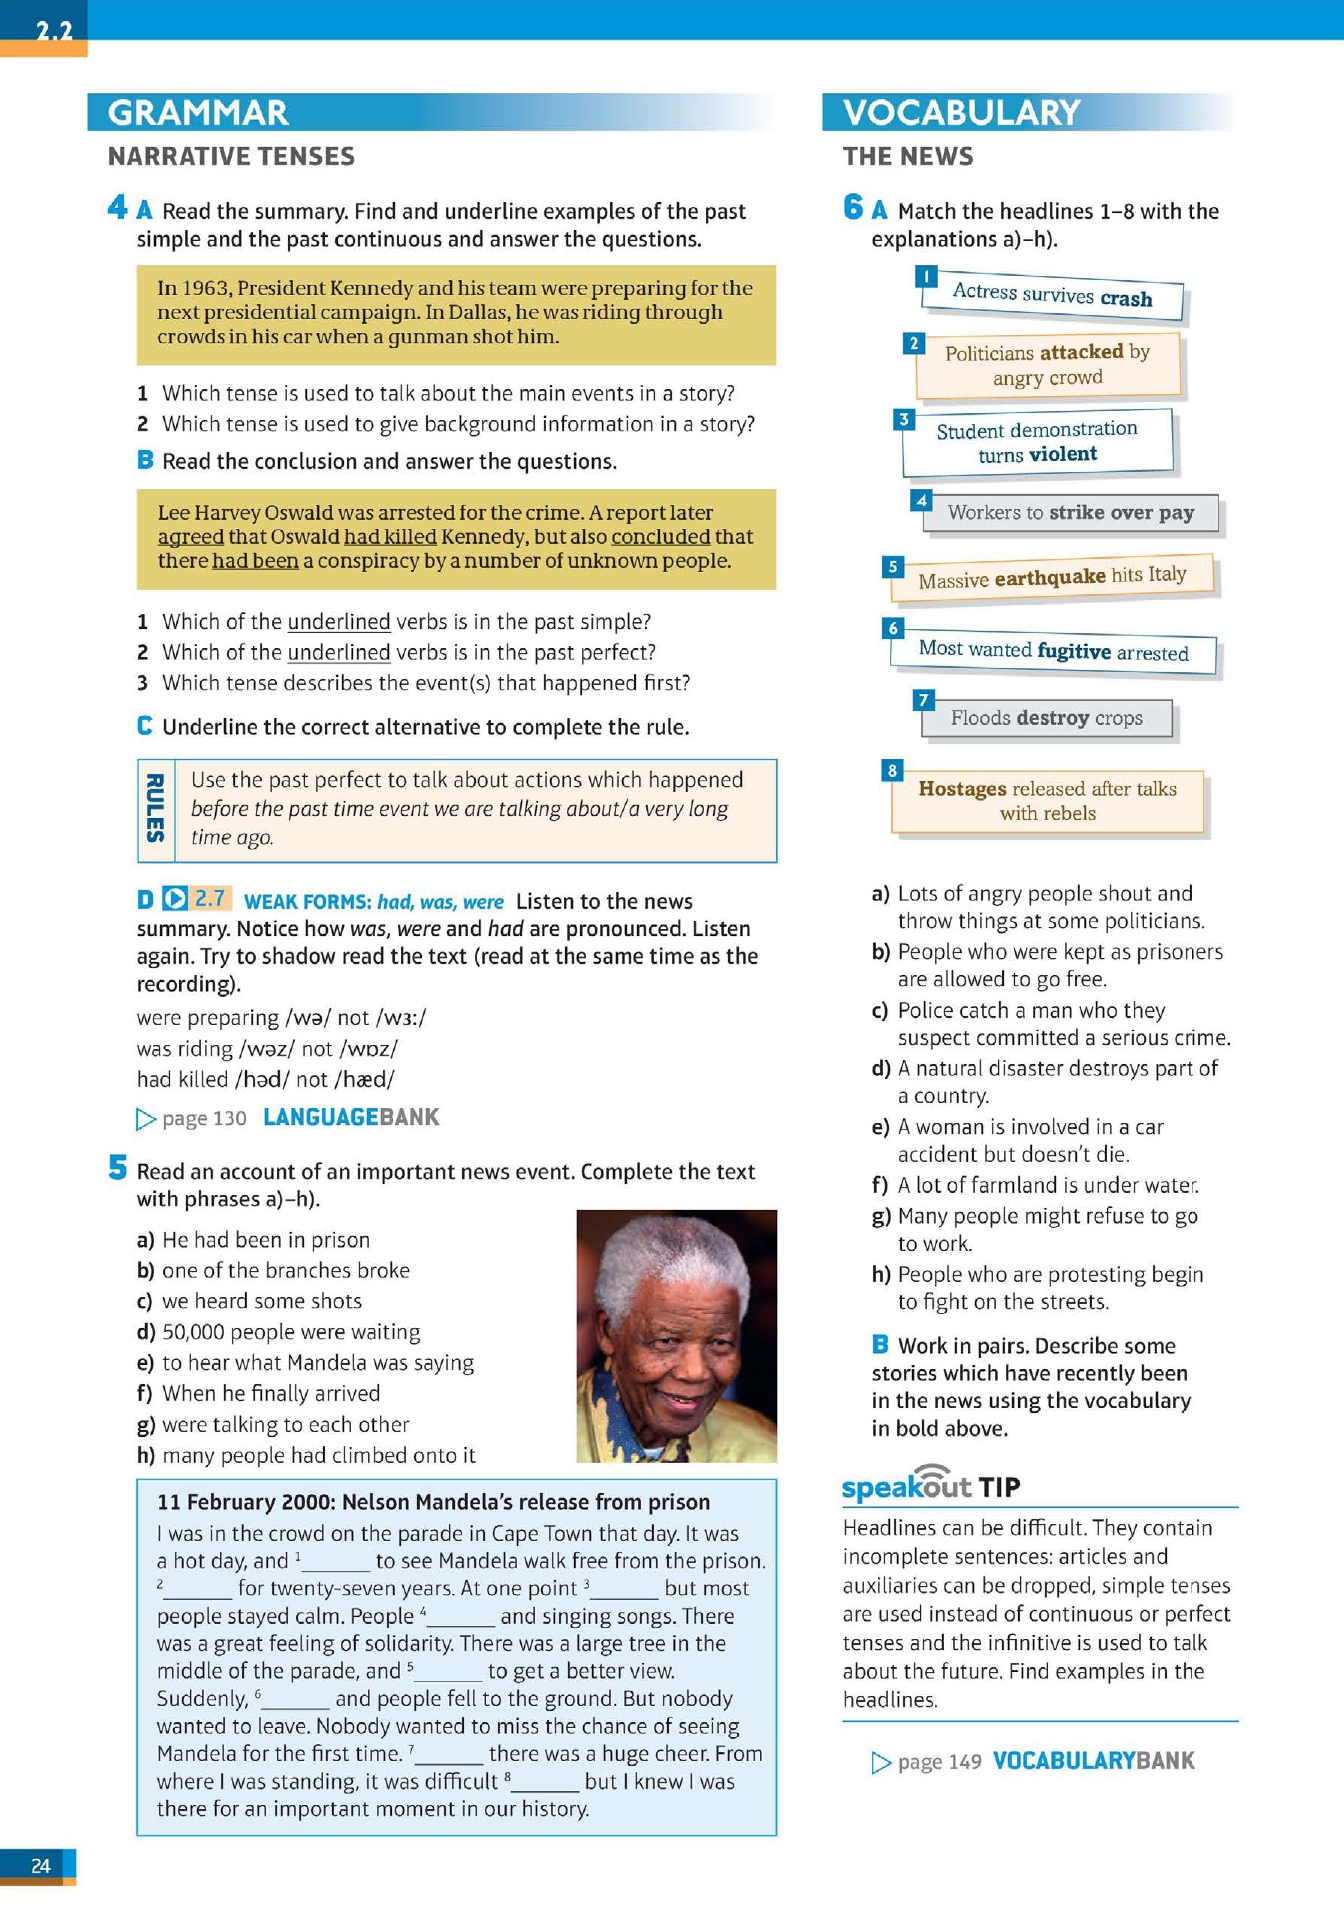 2.2
GRAMMAR
NARRATIVE TENSES
4 A Read the summary. Find and underline examples of the past
simple and the past continuous and answer the questions.
In 1963, President Kennedy and his team were preparing for the
next presidential campaign. In Dallas, he was riding through
crowds in his car when a gunman shot him.
1 Which tense is used to talk about the main events in a story?
2 Which tense is used to give background information in a story?
B Read the conclusion and answer the questions.
Lee Harvey Oswald was arrested for the crime. A report later
agreed that Oswald had killed Kennedy, but also concluded that
there had been a conspiracy by a number of unknown people.
1 Which of the underlined verbs is in the past simple?
2 Which of the underlined verbs is in the past perfect?
3 Which tense describes the event(s) that happened first?
C Underline the correct alternative to complete the rule.
RULES
Use the past perfect to talk about actions which happened
before the past time event we are talking about/a very long
time ago.
D 2.7 WEAK FORMS: had, was, were Listen to the news
summary. Notice how was, were and had are pronounced. Listen
again. Try to shadow read the text (read at the same time as the
recording).
were preparing /wə/ not /wɜː/
was riding /wəz/ not /wɒz/
had killed /həd/ not /hæd/
page 130 LANGUAGEBANK
5 Read an account of an important news event. Complete the text
with phrases a)–h).
a) He had been in prison
b) one of the branches broke
c) we heard some shots
d) 50,000 people were waiting
e) to hear what Mandela was saying
f) When he finally arrived
g) were talking to each other
h) many people had climbed onto it
11 February 2000: Nelson Mandela's release from prison
I was in the crowd on the parade in Cape Town that day. It was
a hot day, and 1______ to see Mandela walk free from the prison.
2______ for twenty-seven years. At one point 3______ but most
people stayed calm. People 4______ and singing songs. There
was a great feeling of solidarity. There was a large tree in the
middle of the parade, and 5______ to get a better view.
Suddenly, 6______ and people fell to the ground. But nobody
wanted to leave. Nobody wanted to miss the chance of seeing
Mandela for the first time. 7______ there was a huge cheer. From
where I was standing, it was difficult 8______ but I knew I was
there for an important moment in our history.
24
VOCABULARY
THE NEWS
6 A Match the headlines 1–8 with the
explanations a)–h).
1 Actress survives crash
2 Politicians attacked by
angry crowd
3 Student demonstration
turns violent
4 Workers to strike over pay
5 Massive earthquake hits Italy
6 Most wanted fugitive arrested
7 Floods destroy crops
8 Hostages released after talks
with rebels
a) Lots of angry people shout and
throw things at some politicians.
b) People who were kept as prisoners
are allowed to go free.
c) Police catch a man who they
suspect committed a serious crime.
d) A natural disaster destroys part of
a country.
e) A woman is involved in a car
accident but doesn't die.
f) A lot of farmland is under water.
g) Many people might refuse to go
to work.
h) People who are protesting begin
to fight on the streets.
B Work in pairs. Describe some
stories which have recently been
in the news using the vocabulary
in bold above.
speakout TIP
Headlines can be difficult. They contain
incomplete sentences: articles and
auxiliaries can be dropped, simple tenses
are used instead of continuous or perfect
tenses and the infinitive is used to talk
about the future. Find examples in the
headlines.
page 149 VOCABULARYBANK